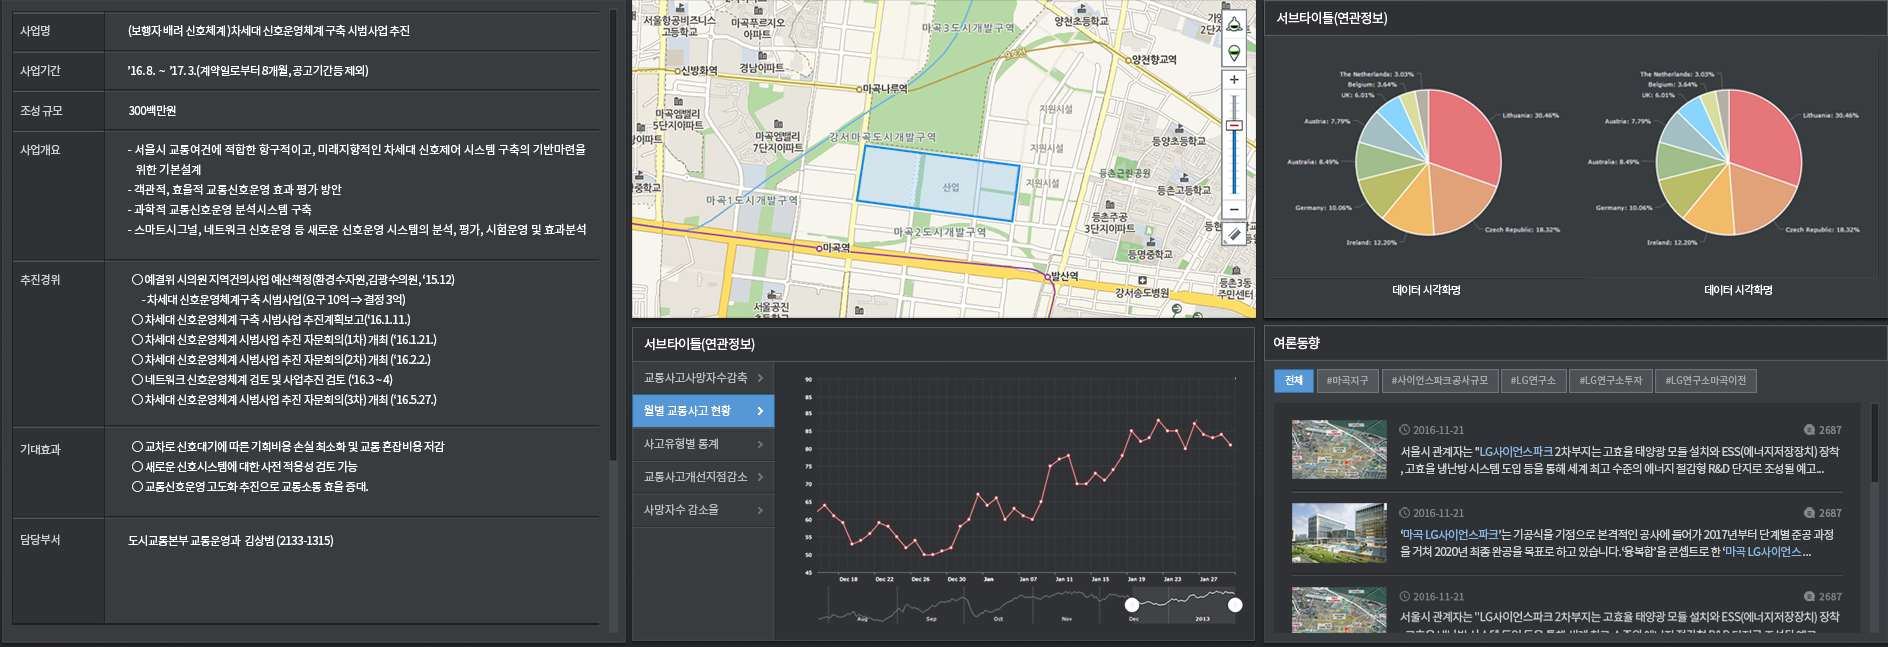 사업명
(보행자 배려 신호체계)차세대 신호운영체계 구축 시범사업 추진
사업기간
’16. 8. ~ ’17. 3.(계약일로부터 8개월, 공고기간등 제외)
조성 규모
300백만원
사업개요
- 서울시 교통여건에 적합한 항구적이고, 미래지향적인 차세대 신호제어 시스템 구축의 기반마련을
위한 기본설계
- 객관적, 효율적 교통신호운영 효과 평가 방안
- 과학적 교통신호운영 분석시스템 구축
- 스마트시그널, 네트워크 신호운영 등 새로운 신호운영 시스템의 분석, 평가, 시험운영 및 효과분석
추진경위
○ 예결위 시의원 지역건의사업 예산책정(환경수자원,김광수의원, ‘15.12)
- 차세대 신호운영체계구축 시범사업(요구 10억 ⇒ 결정 3억)
○ 차세대 신호운영체계 구축 시범사업 추진계획보고(‘16.1.11.)
○ 차세대 신호운영체계 시범사업 추진 자문회의(1차) 개최 (‘16.1.21.)
○ 차세대 신호운영체계 시범사업 추진 자문회의(2차) 개최 (‘16.2.2.)
○ 네트워크 신호운영체계 검토 및 사업추진 검토 (‘16.3 ~ 4)
○ 차세대 신호운영체계 시범사업 추진 자문회의(3차) 개최 (‘16.5.27.)
기대효과
○ 교차로 신호대기에 따른 기회비용 손실 최소화 및 교통 혼잡비용 저감
○ 새로운 신호시스템에 대한 사전 적용성 검토 가능
○ 교통신호운영 고도화 추진으로 교통소통 효율 증대.
담당부서
도시교통본부 교통운영과 김상범 (2133-1315)
서울항공비즈니스
고등학교
마곡푸르지오
아파트
마곡3도시개발구역
양천초등학교
가양
2단지
신방화역
경남아파트
마곡나루역
양천향교역
지원시설
마곡엠밸리
5단지아파트
아파트
마곡엠밸리
7단지아파트
강서마곡도시개발구역
등양초등학교
지원시설
산업
지원시설
등촌근린공원
등촌고등학교
중학교
마곡1도시개발구역
마곡2도시개발구역
등촌주공
3단지아파트
등명중학교
마곡역
발산역
강서송도병원
등촌3동
주민센터
서울공진
초등학교
서브타이틀(연관정보)
교통사고사망자수감축
월별 교통사고 현황
사고유형별 통계
교통사고개선지점감소
사망자수 감소율
90
85
85
80
75
70
65
60
55
50
45
Dec 18 Dec 22 Dec 26 Dec 30 Jan Jan 07 Jan 11 Jan 15 Jan 19 Jan 23 Jan 27
Aug Sep Oct Nov Dec 2013
서브타이틀(연관정보)
The Netherlands: 3.03%
Belgium: 3.64%
UK: 6.01%
Austria: 7.79%
Australia: 8.49%
Germany: 10.06%
Ireland: 12.20%
Czech Republic: 18.32%
Lithuania: 30.46%
데이터 시각화명
The Netherlands: 3.03%
Belgium: 3.64%
UK: 6.01%
Austria: 7.79%
Australia: 8.49%
Germany: 10.06%
Ireland: 12.20%
Czech Republic: 18.32%
Lithuania: 30.46%
데이터 시각화명
여론동향
전체 #마곡지구 #사이언스파크공사규모 #LG연구소 #LG연구소투자 #LG연구소마곡이전
2016-11-21 2687
서울시 관계자는 "LG사이언스파크 2차부지는 고효율 태양광 모듈 설치와 ESS(에너지저장장치) 장착
, 고효율 냉난방 시스템 도입 등을 통해 세계 최고 수준의 에너지 절감형 R&D 단지로 조성될 예고...
2016-11-21 2687
‘마곡 LG사이언스파크’는 기공식을 기점으로 본격적인 공사에 들어가 2017년부터 단계별 준공 과정
을 거쳐 2020년 최종 완공을 목표로 하고 있습니다.‘융복합’을 콘셉트로 한 ‘마곡 LG사이언스...
2016-11-21 2687
서울시 관계자는 "LG사이언스파크 2차부지는 고효율 태양광 모듈 설치와 ESS(에너지저장장치) 장착